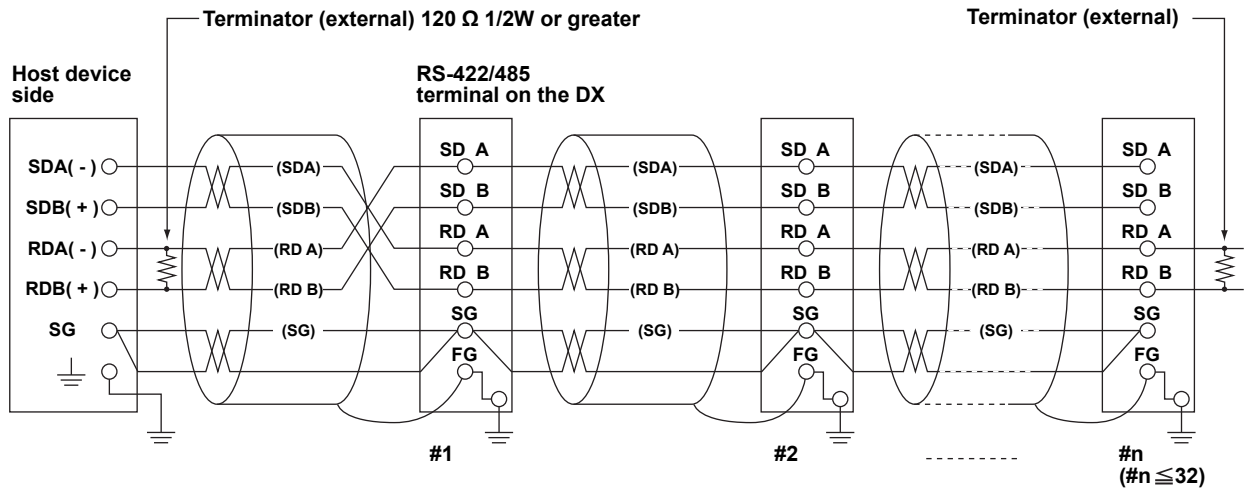 Terminator (external) 120 Ω 1/2W or greater
Terminator (external)
Host device
side
RS-422/485
terminal on the DX
SDA( - )
(SDA)
SD A
(SDA)
SD A
(SDA)
SD A
SDB( + )
(SDB)
SD B
(SDB)
SD B
(SDB)
SD B
RDA( - )
(RD A)
RD A
(RD A)
RD A
(RD A)
RD A
RDB( + )
(RD B)
RD B
(RD B)
RD B
(RD B)
RD B
SG
(SG)
SG
(SG)
SG
(SG)
SG
FG
FG
FG
#1
#2
#n
(#n ≦32)